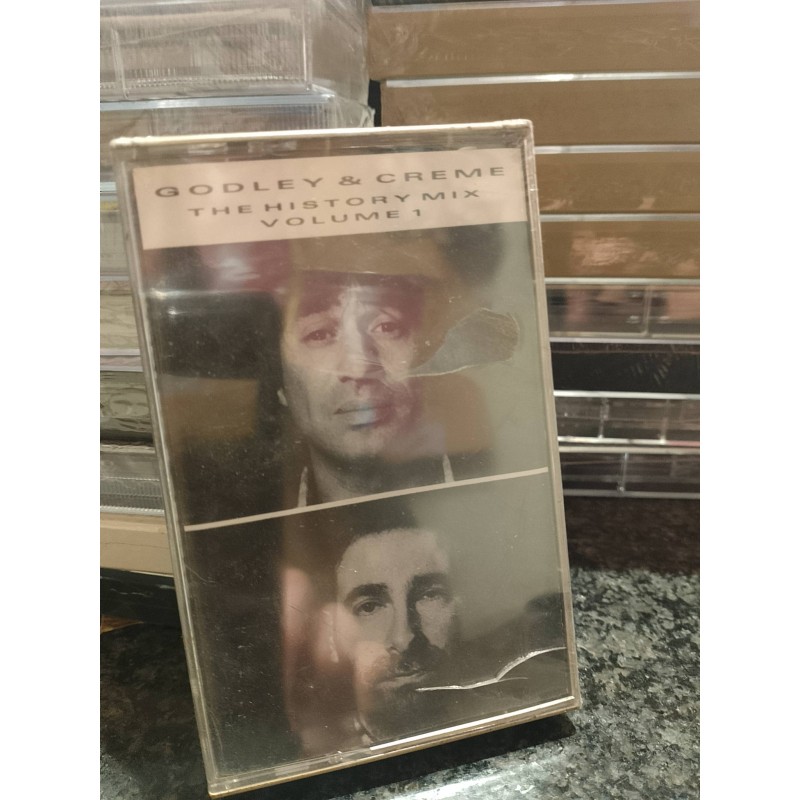 GODLEY & CREME
THE HISTORY MIX
VOLUME 1